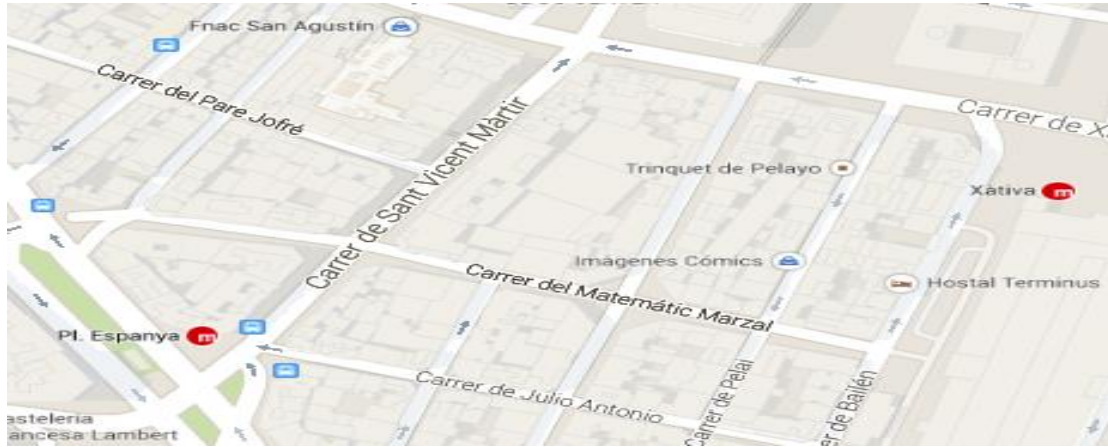 Fnac San Agustín
Carrer del Pare Jofré
Carrer de Sant Vicent Màrtir
Carrer de X
Trinquet de Pelayo
Xàtiva
m
Imágenes Cómics
Carrer del Matemátic Marzal
Hostal Terminus
Pl. Espanya
m
Carrer de Julio Antonio
Carrer de Pelai
er de Bailén
asteleria
ancesa Lambert